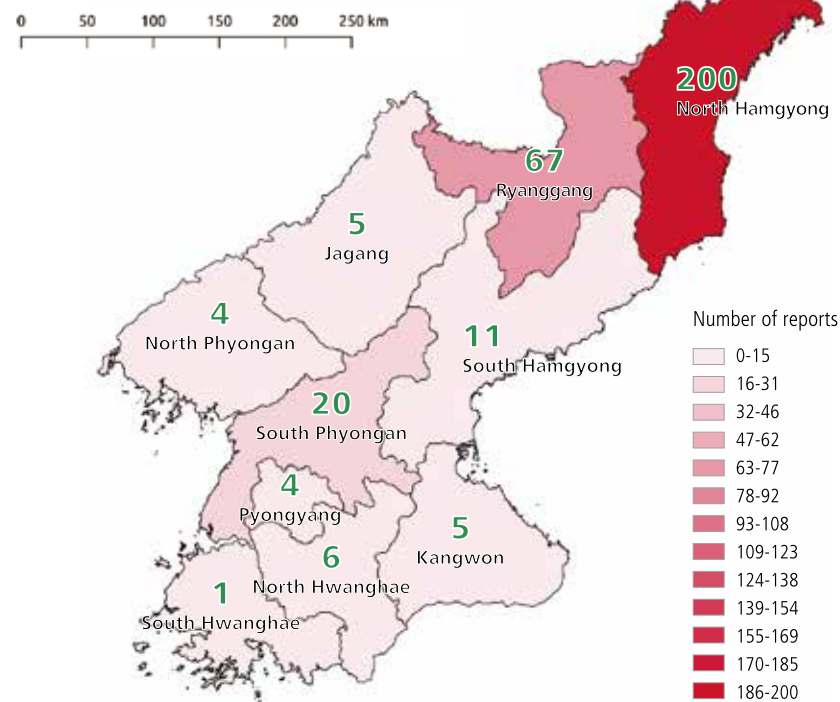 0 50 100 150 200 250 km
200
North Hamgyong
67
Ryanggang
5
Jagang
4
North Phyongan
11
South Hamgyong
20
South Phyongan
4
Pyongyang
5
Kangwon
6
North Hwanghae
1
South Hwanghae
Number of reports
0-15
16-31
32-46
47-62
63-77
78-92
93-108
109-123
124-138
139-154
155-169
170-185
186-200